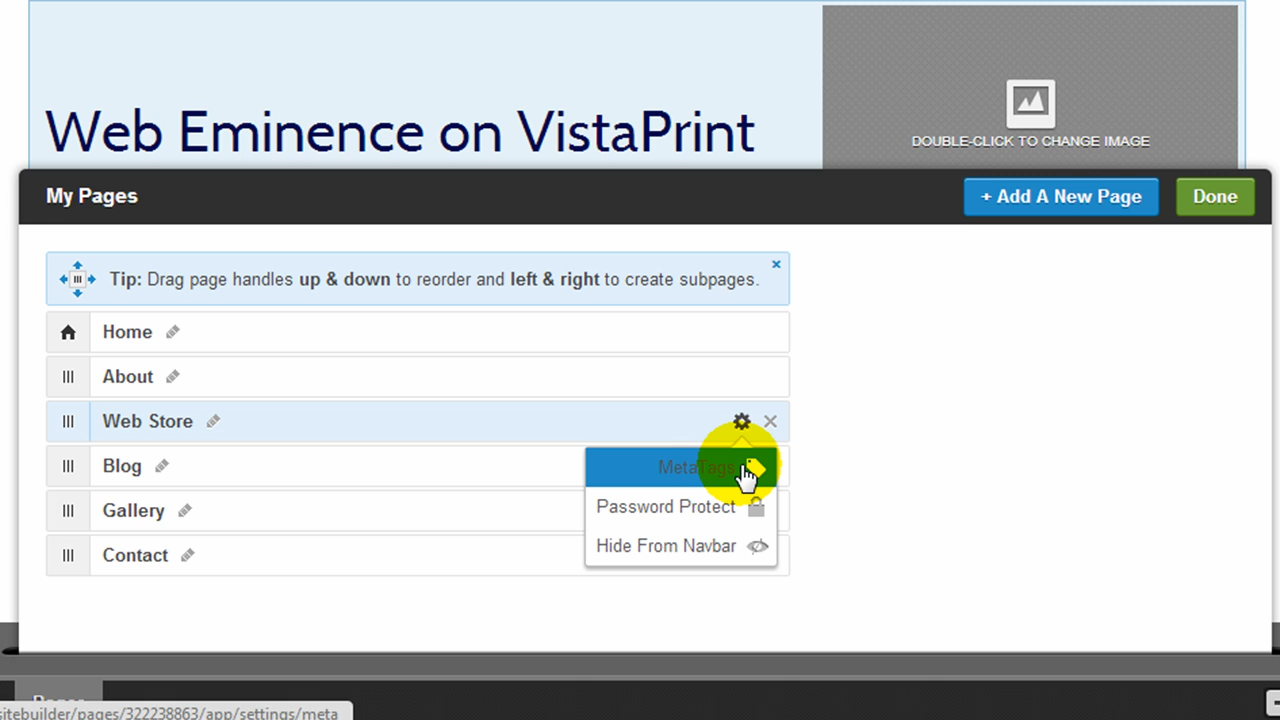 Web Eminence on VistaPrint
DOUBLE-CLICK TO CHANGE IMAGE
My Pages
+ Add A New Page
Done
Tip: Drag page handles up & down to reorder and left & right to create subpages.
Home
About
Web Store
Blog
MetaTags
Gallery
Password Protect
Contact
Hide From Navbar
Pages
sitebuilder/pages/322238863/app/settings/meta